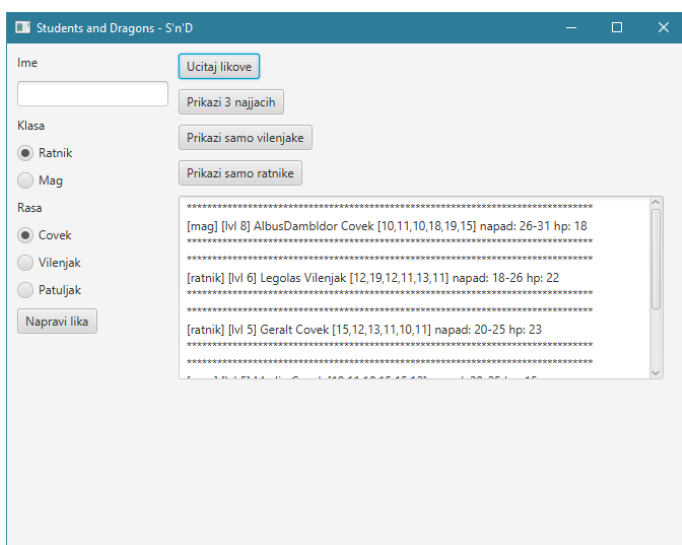 Students and Dragons - S'n'D
Ime
Klasa
Ratnik
Mag
Rasa
Covek
Vilenjak
Patuljak
Napravi lika
Ucitaj likove
Prikazi 3 najjacih
Prikazi samo vilenjake
Prikazi samo ratnike
*********************************************************************************
[mag] [lvl 8] AlbusDambldor Covek [10,11,10,18,19,15] napad: 26-31 hp: 18
*********************************************************************************
*********************************************************************************
[ratnik] [lvl 6] Legolas Vilenjak [12,19,12,11,13,11] napad: 18-26 hp: 22
*********************************************************************************
*********************************************************************************
[ratnik] [lvl 5] Geralt Covek [15,12,13,11,10,11] napad: 20-25 hp: 23
*********************************************************************************
*********************************************************************************